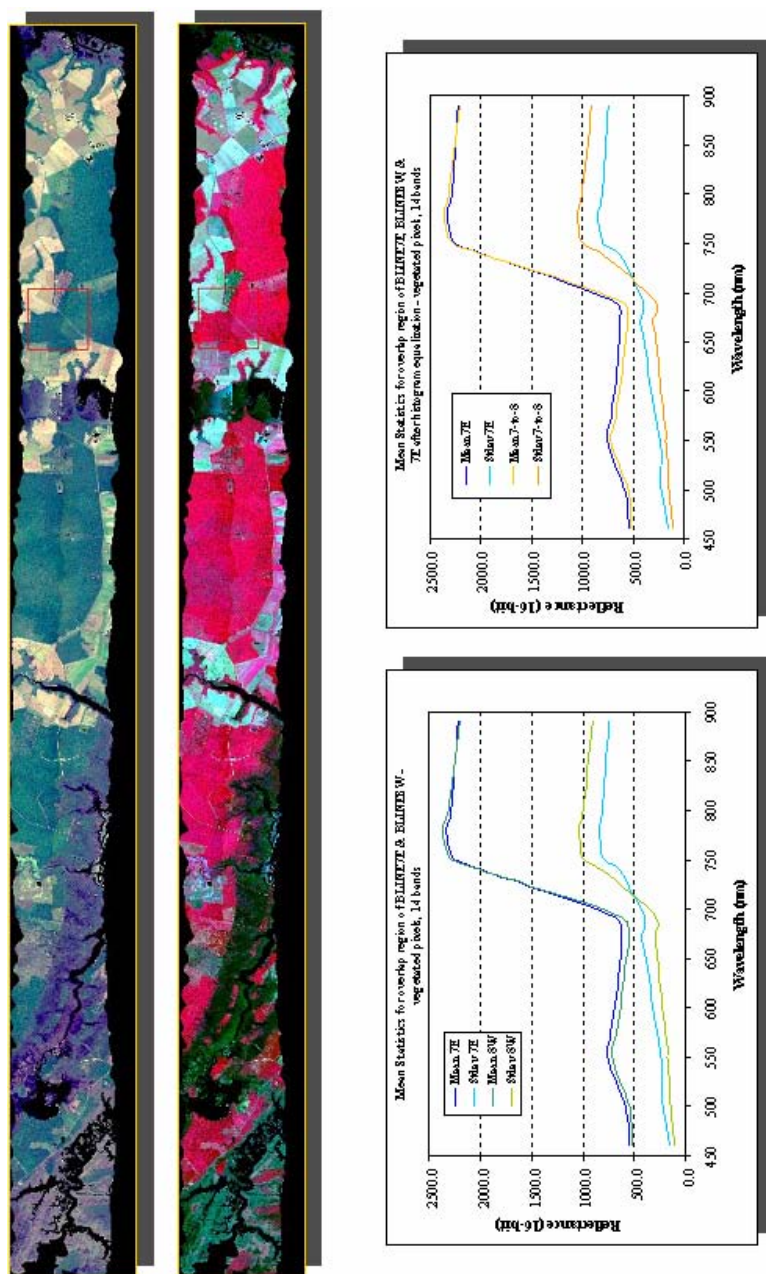 Mean Statistics for overlap region of BLINE7E & BLINE8W -
vegetated pixels, 14 bands
Reflectance (16-bit)
2500.0
2000.0
1500.0
1000.0
500.0
0.0
Mean 7E
Stdev 7E
Mean 8W
Stdev 8W
450 500 550 600 650 700 750 800 850 900
Wavelength (nm)
Mean Statistics for overlap region of BLINE7E, BLINE8W, &
7E after histogram equalization - vegetated pixel, 14 bands
Reflectance (16-bit)
2500.0
2000.0
1500.0
1000.0
500.0
0.0
Mean 7E
Stdev 7E
Mean 7-to-8
Stdev 7-to-8
450 500 550 600 650 700 750 800 850 900
Wavelength (nm)